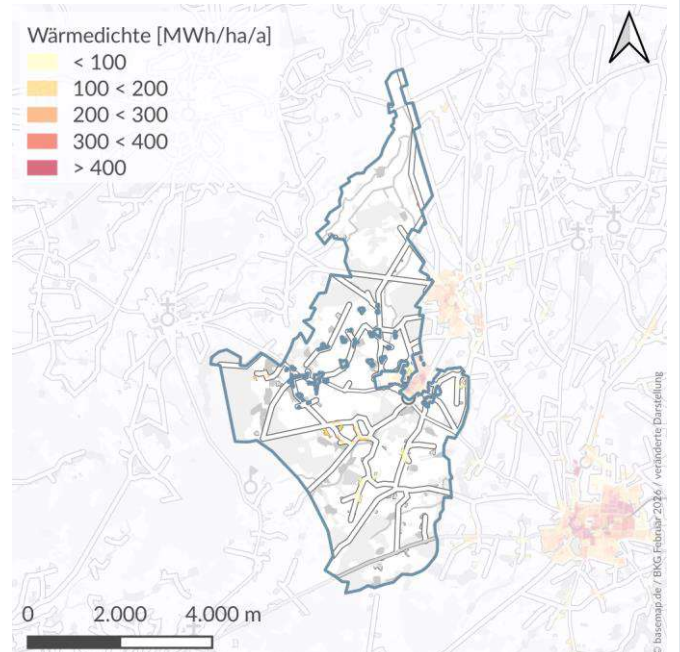 Wärmedichte [MWh/ha/a]
< 100
100 < 200
200 < 300
300 < 400
> 400
0 2.000 4.000 m
© basemap.de / BKG Februar 2026 / veränderte Darstellung